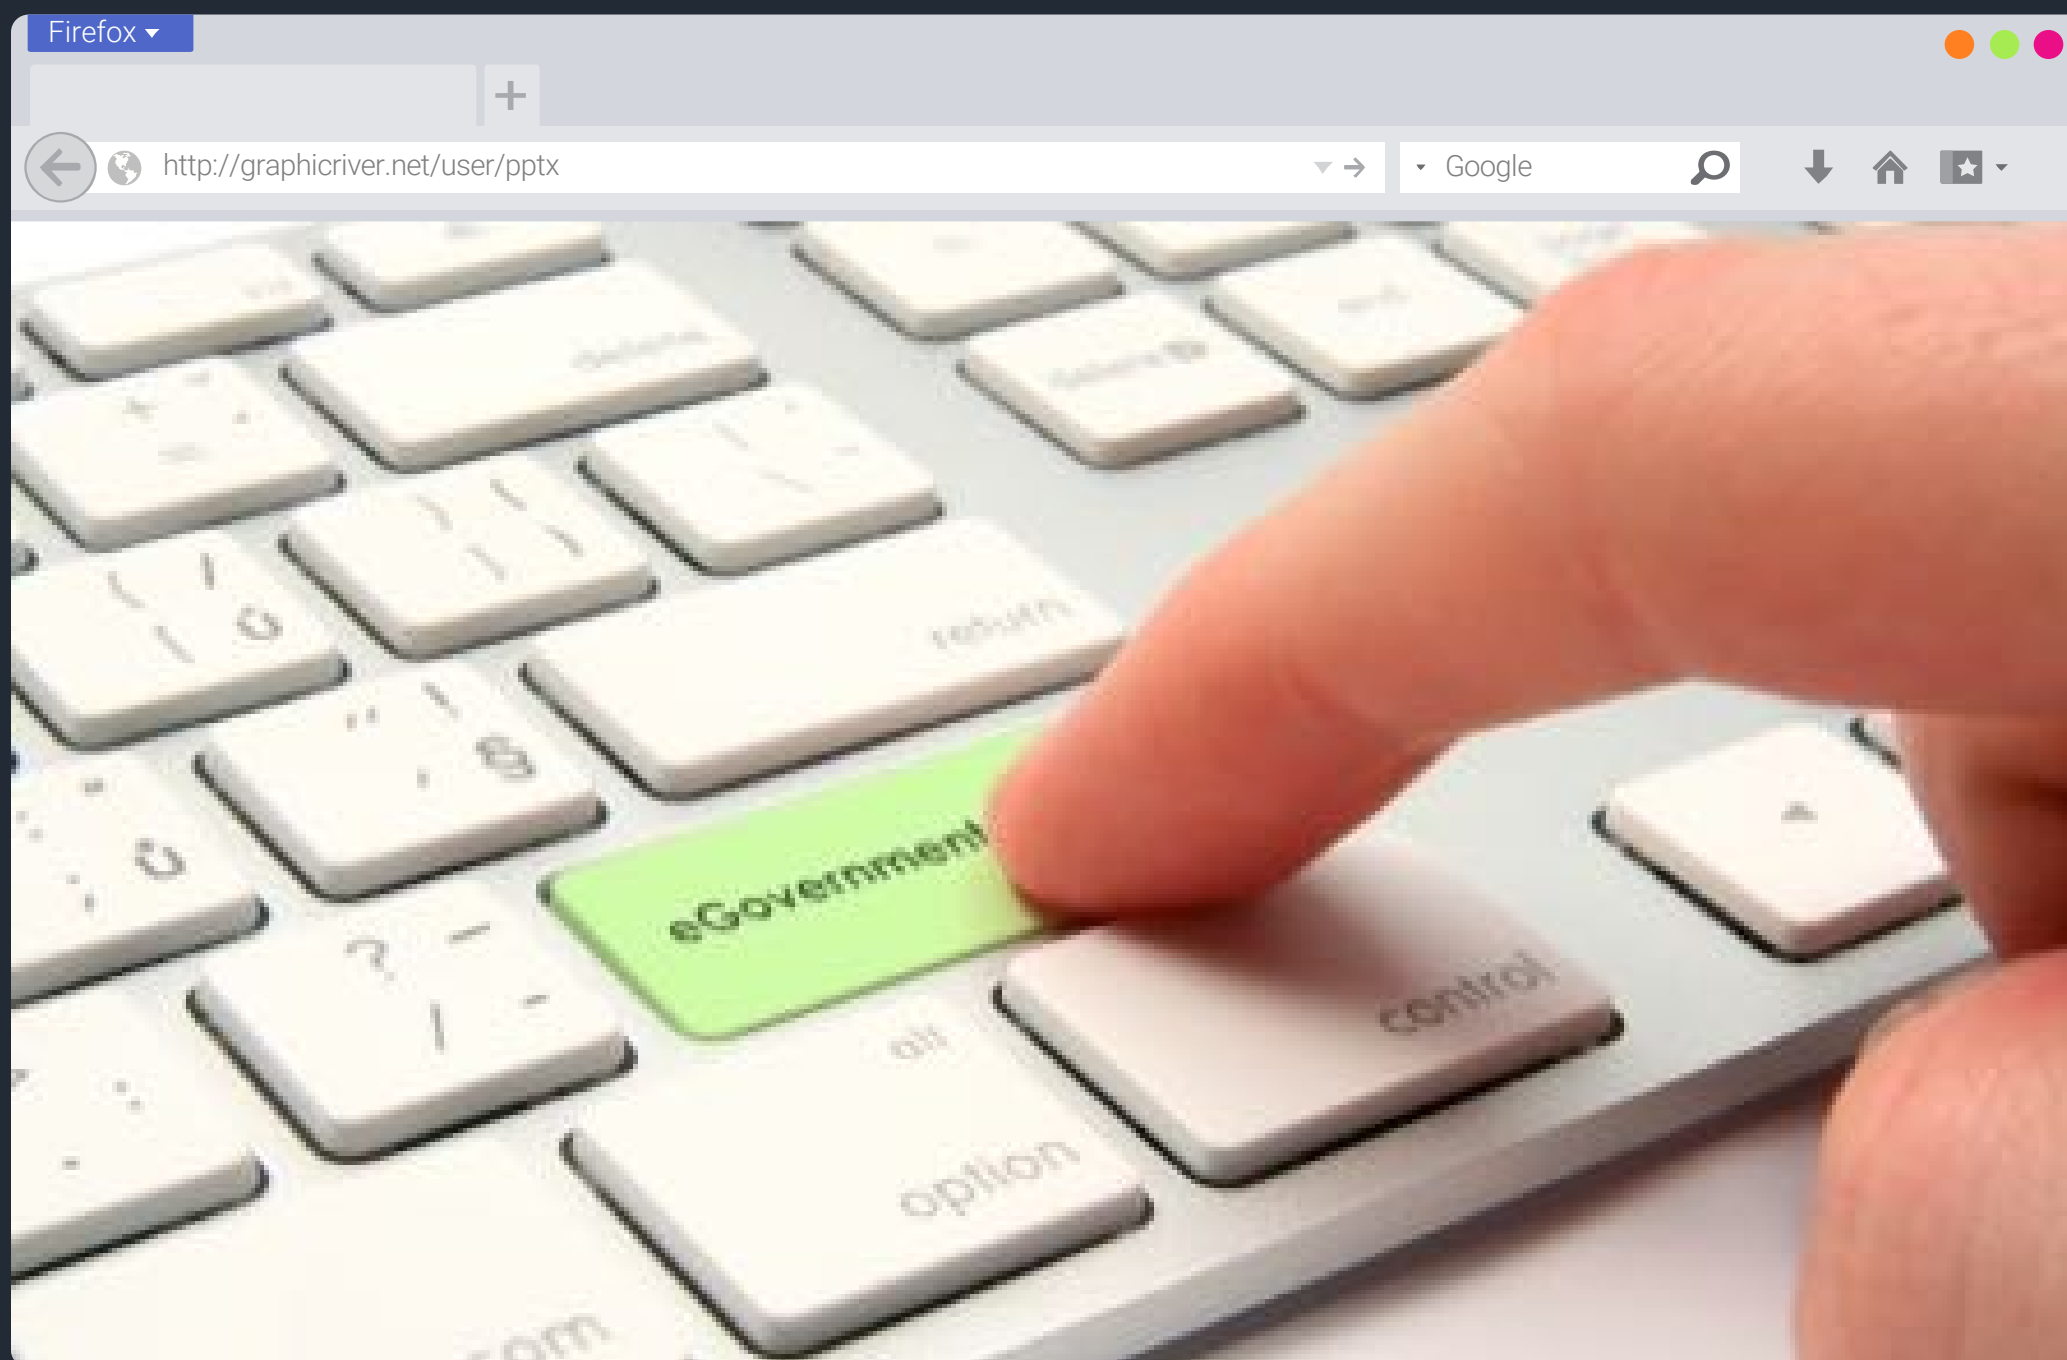 Firefox
http://graphicriver.net/user/pptx
Google
return
eGovernment
control
alt
option